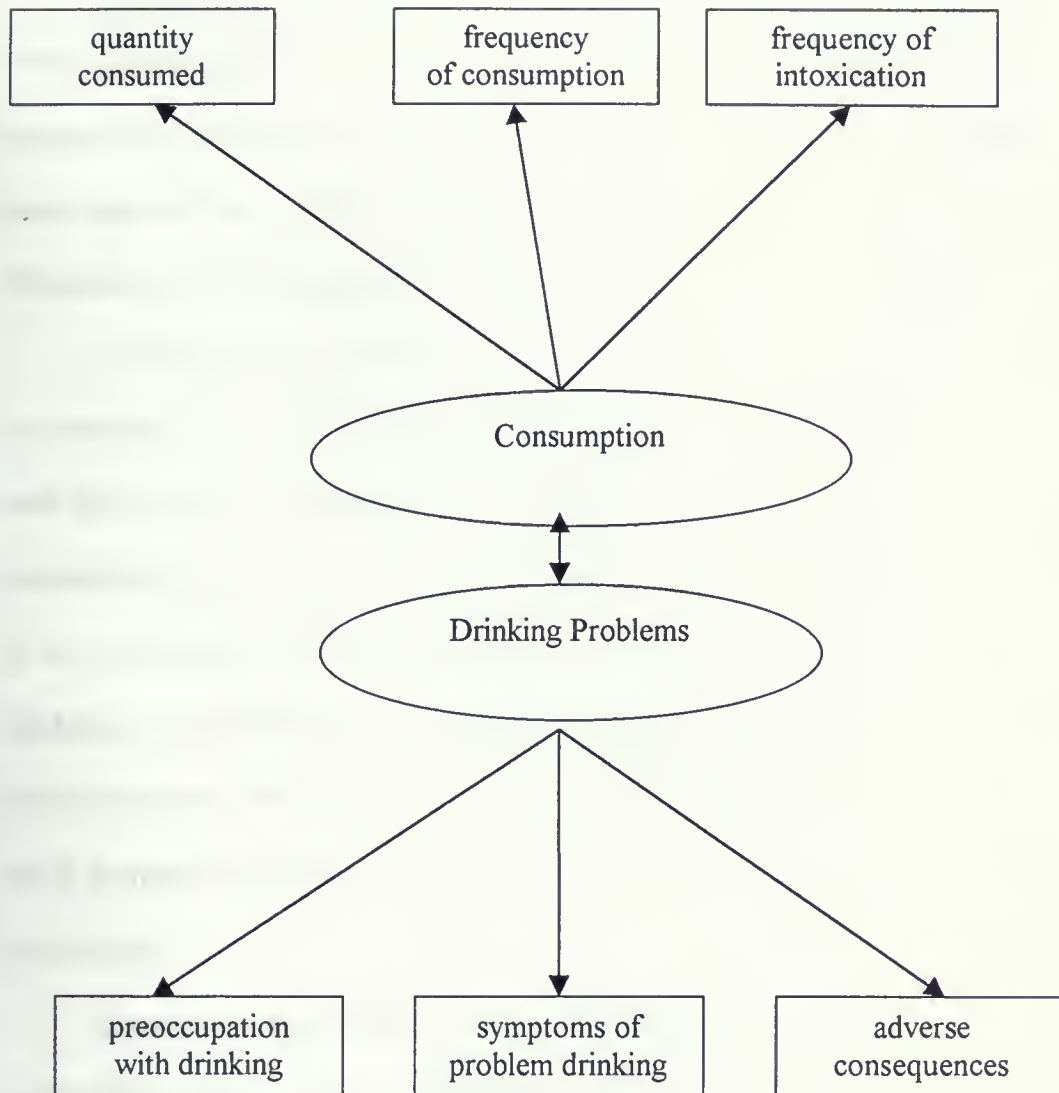 quantity
consumed
frequency
of consumption
frequency of
intoxication
Consumption
Drinking Problems
preoccupation
with drinking
symptoms of
problem drinking
adverse
consequences